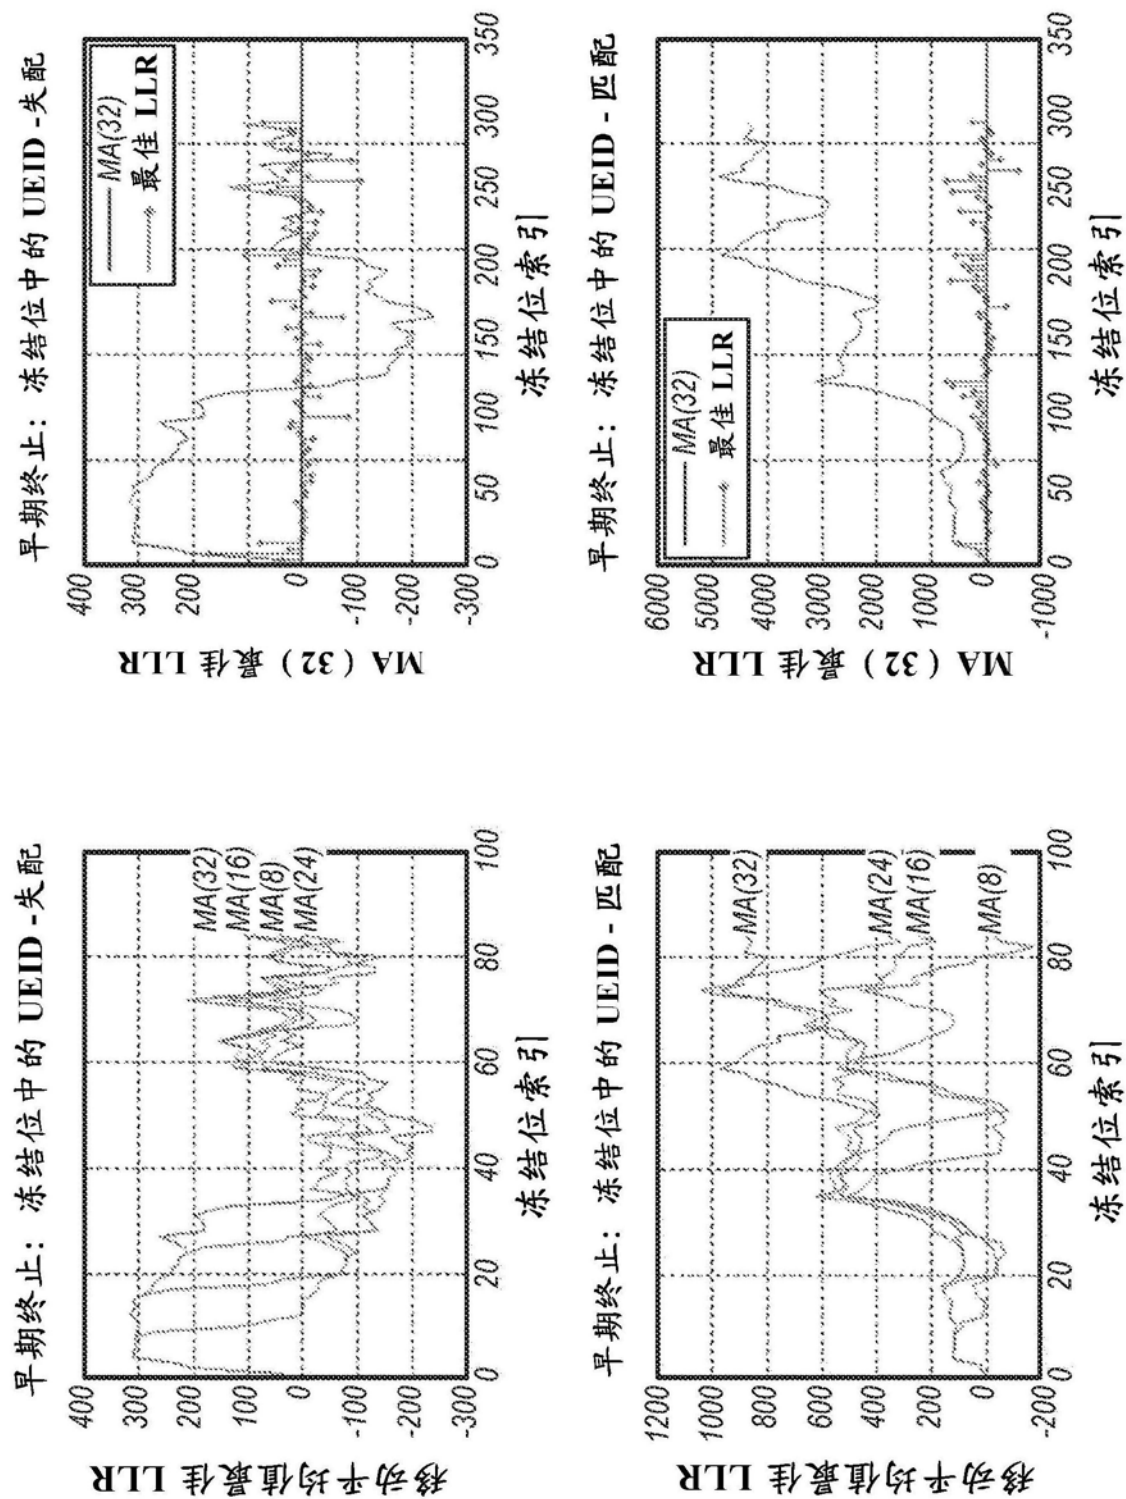 早期终止： 冻结位中的 UEID -失配
移动平均值最佳 LLR
400
300
200
100
0
-100
-200
-300
MA(32)
MA(16)
MA(8)
MA(24)
0 20 40 60 80 100
冻结位索引
早期终止： 冻结位中的 UEID -失配
MA（32）最佳 LLR
400
300
200
100
0
-100
-200
-300
MA(32)
最佳 LLR
0 50 100 150 200 250 300 350
冻结位索引
早期终止： 冻结位中的 UEID - 匹配
移动平均值最佳 LLR
1200
1000
800
600
400
200
0
-200
MA(32)
MA(24)
MA(16)
MA(8)
0 20 40 60 80 100
冻结位索引
早期终止： 冻结位中的 UEID - 匹配
MA（32）最佳 LLR
6000
5000
4000
3000
2000
1000
0
-1000
MA(32)
最佳 LLR
0 50 100 150 200 250 300 350
冻结位索引